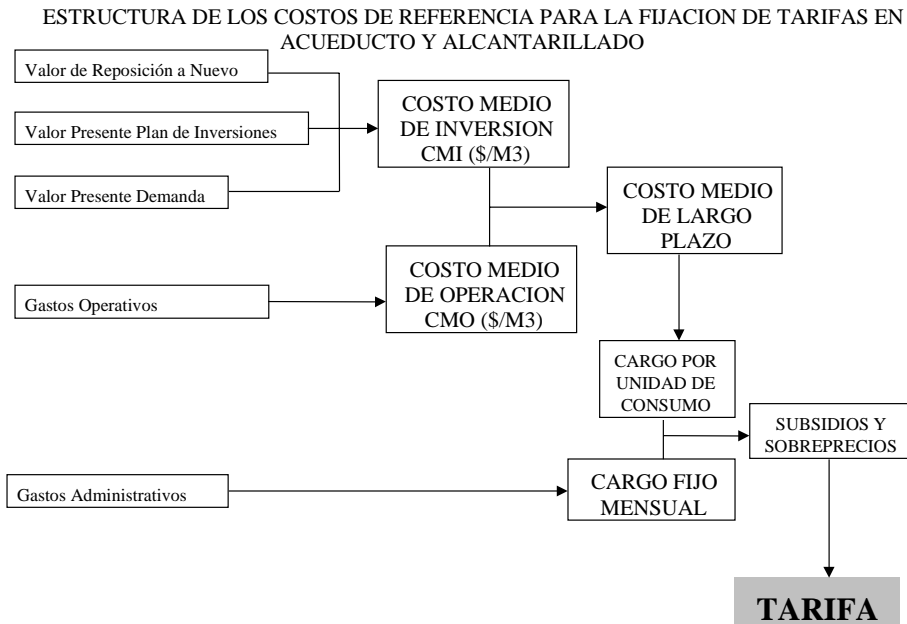 ESTRUCTURA DE LOS COSTOS DE REFERENCIA PARA LA FIJACION DE TARIFAS EN
ACUEDUCTO Y ALCANTARILLADO
Valor de Reposición a Nuevo
Valor Presente Plan de Inversiones
Valor Presente Demanda
COSTO MEDIO
DE INVERSION
CMI ($/M3)
COSTO MEDIO
DE LARGO
PLAZO
Gastos Operativos
COSTO MEDIO
DE OPERACION
CMO ($/M3)
CARGO POR
UNIDAD DE
CONSUMO
SUBSIDIOS Y
SOBREPRECIOS
Gastos Administrativos
CARGO FIJO
MENSUAL
TARIFA